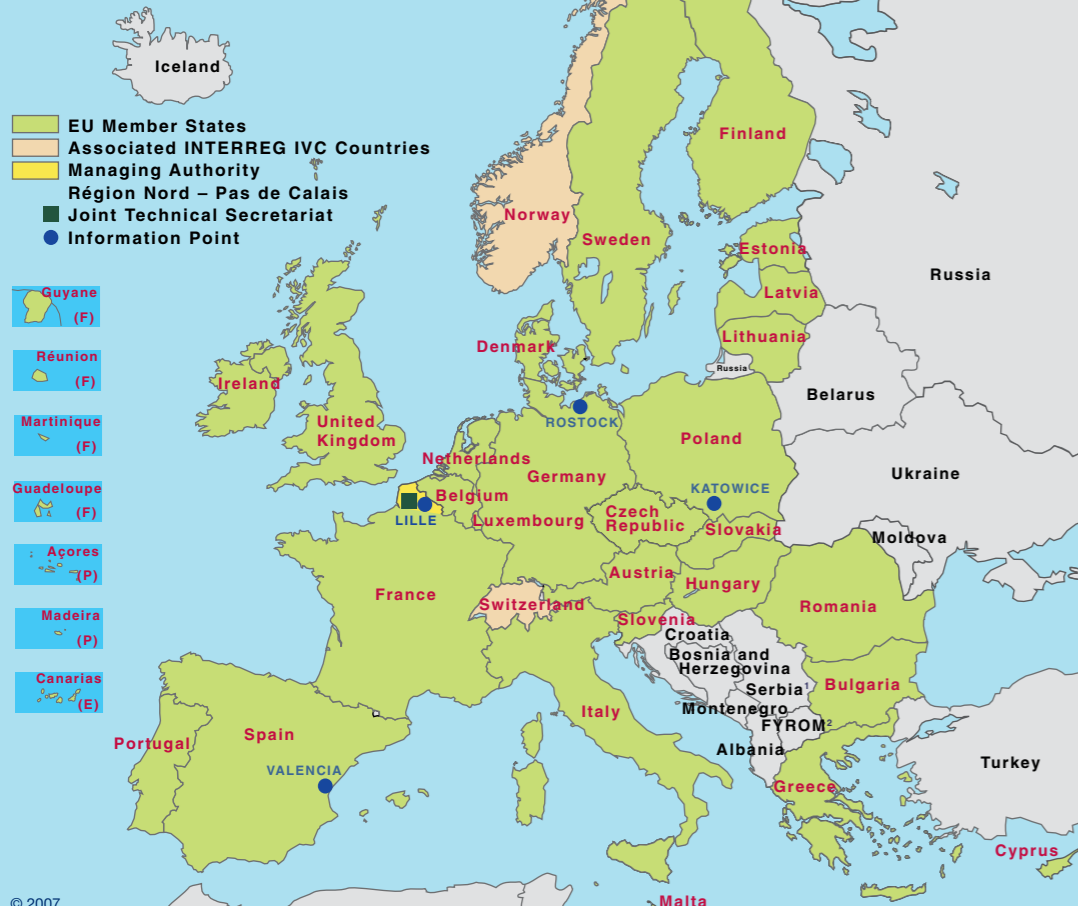 Iceland
EU Member States
Associated INTERREG IVC Countries
Managing Authority
Région Nord – Pas de Calais
Joint Technical Secretariat
Information Point
Finland
Norway
Sweden
Estonia
Russia
Latvia
Lithuania
Russia
Belarus
Denmark
Guyane
(F)
Réunion
(F)
Martinique
(F)
Guadeloupe
(F)
Açores
(P)
Madeira
(P)
Canarias
(E)
Ireland
United
Kingdom
ROSTOCK
Poland
Netherlands
Germany
Ukraine
KATOWICE
Belgium
LILLE
Luxembourg
Czech
Republic
Slovakia
Moldova
Austria
Hungary
France
Switzerland
Romania
Slovenia
Croatia
Bosnia and
Herzegovina
Serbia¹
Bulgaria
Montenegro
Italy
FYROM²
Albania
Portugal
Spain
VALENCIA
Turkey
Greece
Cyprus
Malta
© 2007